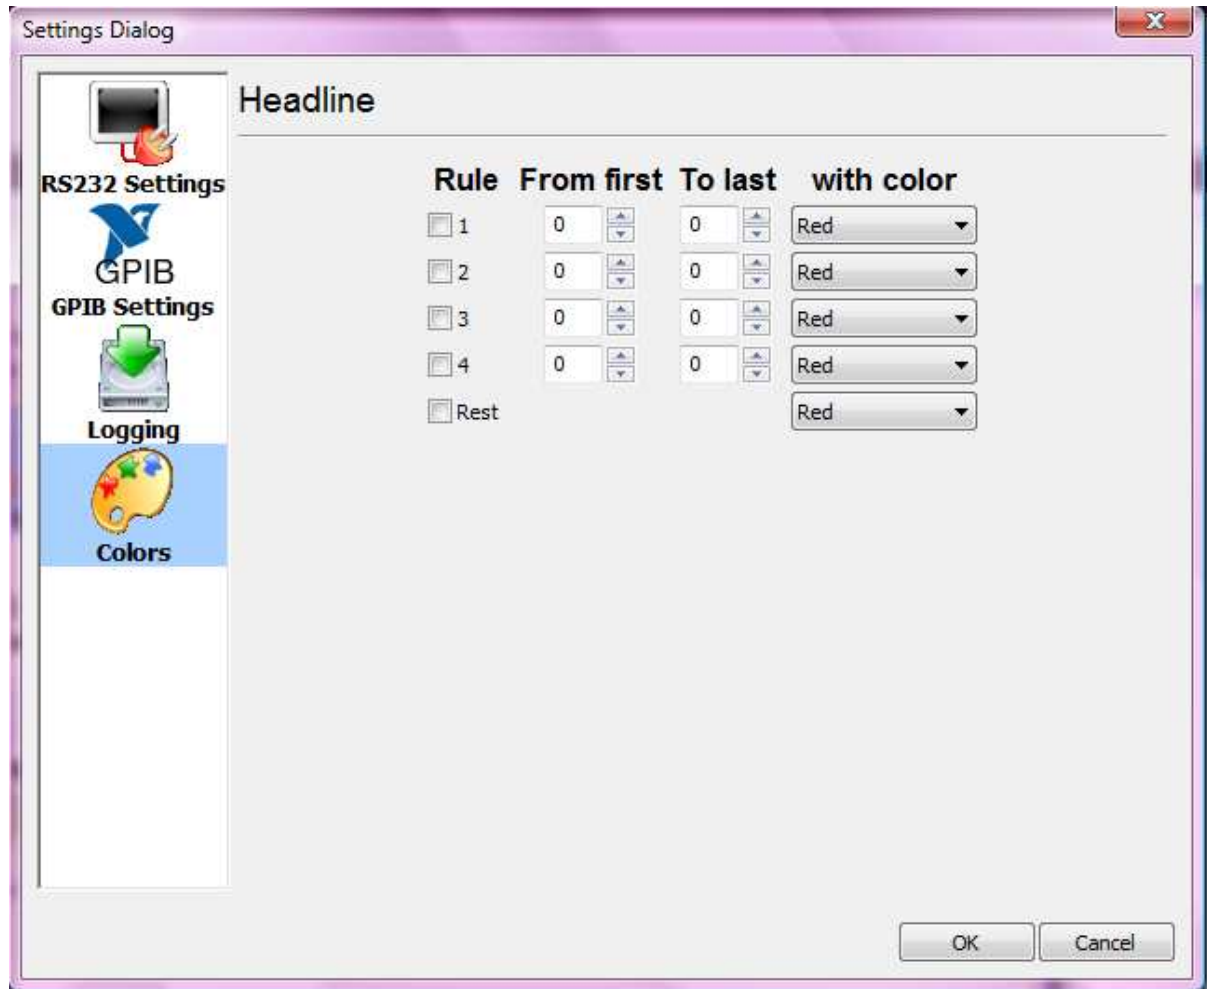 Settings Dialog
X
Headline
RS232 Settings
GPIB
GPIB Settings
Logging
Colors
Rule From first To last with color
1 0 0 Red
2 0 0 Red
3 0 0 Red
4 0 0 Red
Rest Red
OK Cancel